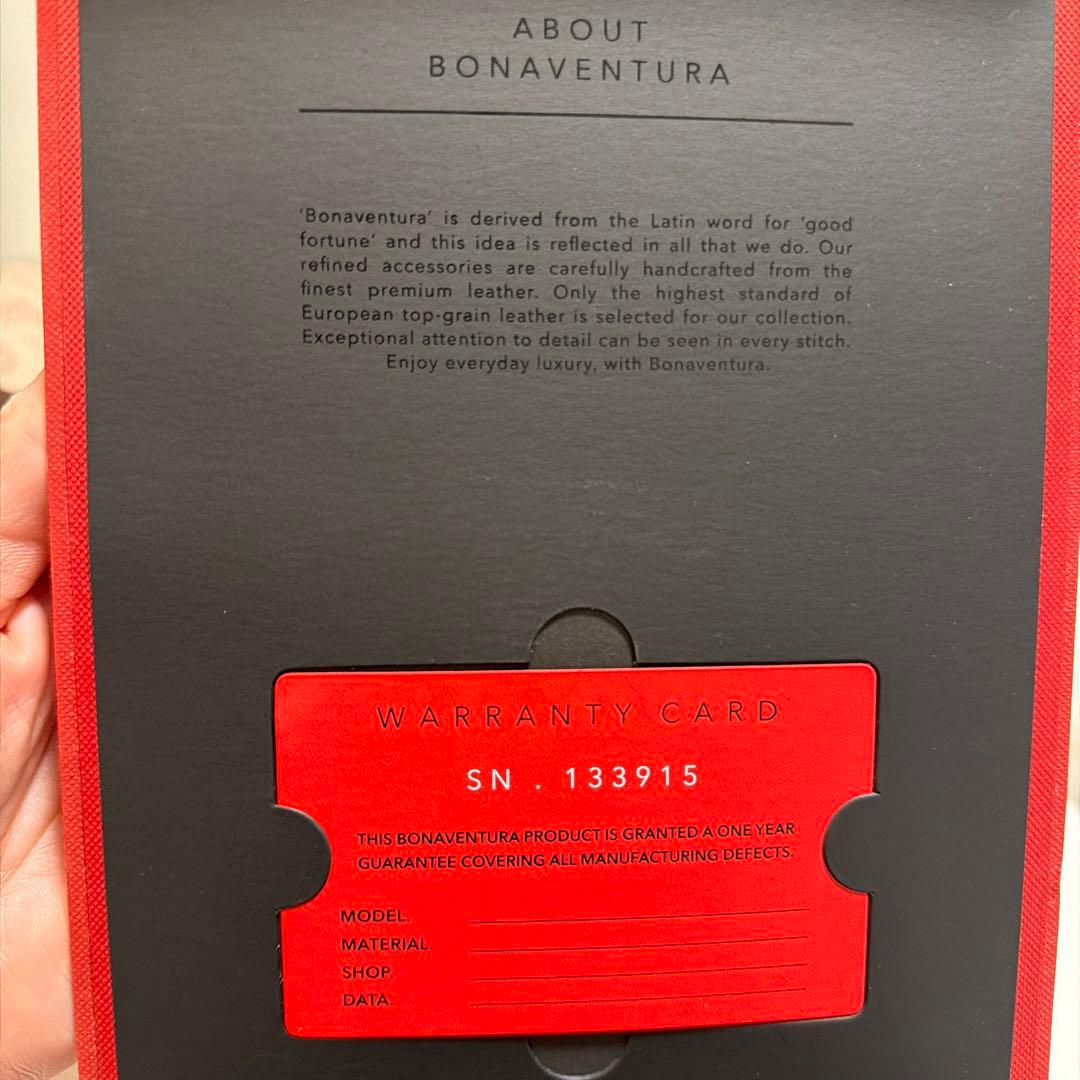 ABOUT
BONAVENTURA
‘Bonaventura’ is derived from the Latin word for ‘good
fortune’ and this idea is reflected in all that we do. Our
refined accessories are carefully handcrafted from the
finest premium leather. Only the highest standard of
European top-grain leather is selected for our collection.
Exceptional attention to detail can be seen in every stitch.
Enjoy everyday luxury, with Bonaventura.
WARRANTY CARD
SN . 133915
THIS BONAVENTURA PRODUCT IS GRANTED A ONE YEAR
GUARANTEE COVERING ALL MANUFACTURING DEFECTS.
MODEL.
MATERIAL.
SHOP.
DATA.